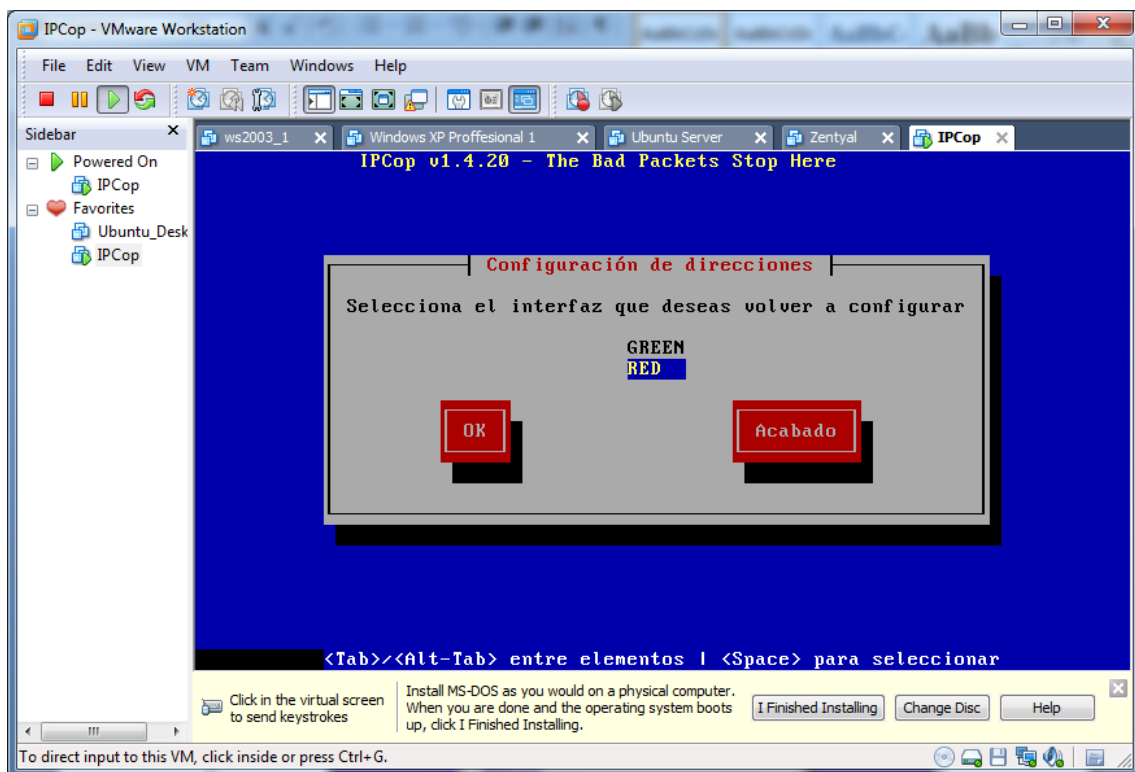 IPCop - VMware Workstation
File Edit View VM Team Windows Help
Sidebar x
ws2003_1 x Windows XP Proffesional 1 x Ubuntu Server x Zentyal x IPCop x
Powered On
IPCop
Favorites
Ubuntu_Desk
IPCop
IPCop v1.4.20 - The Bad Packets Stop Here
Configuración de direcciones
Selecciona el interfaz que deseas volver a configurar
GREEN
RED
OK Acabado
<Tab>/<Alt-Tab> entre elementos | <Space> para seleccionar
Click in the virtual screen
to send keystrokes
Install MS-DOS as you would on a physical computer.
When you are done and the operating system boots
up, click I Finished Installing.
I Finished Installing Change Disc Help
To direct input to this VM, click inside or press Ctrl+G.